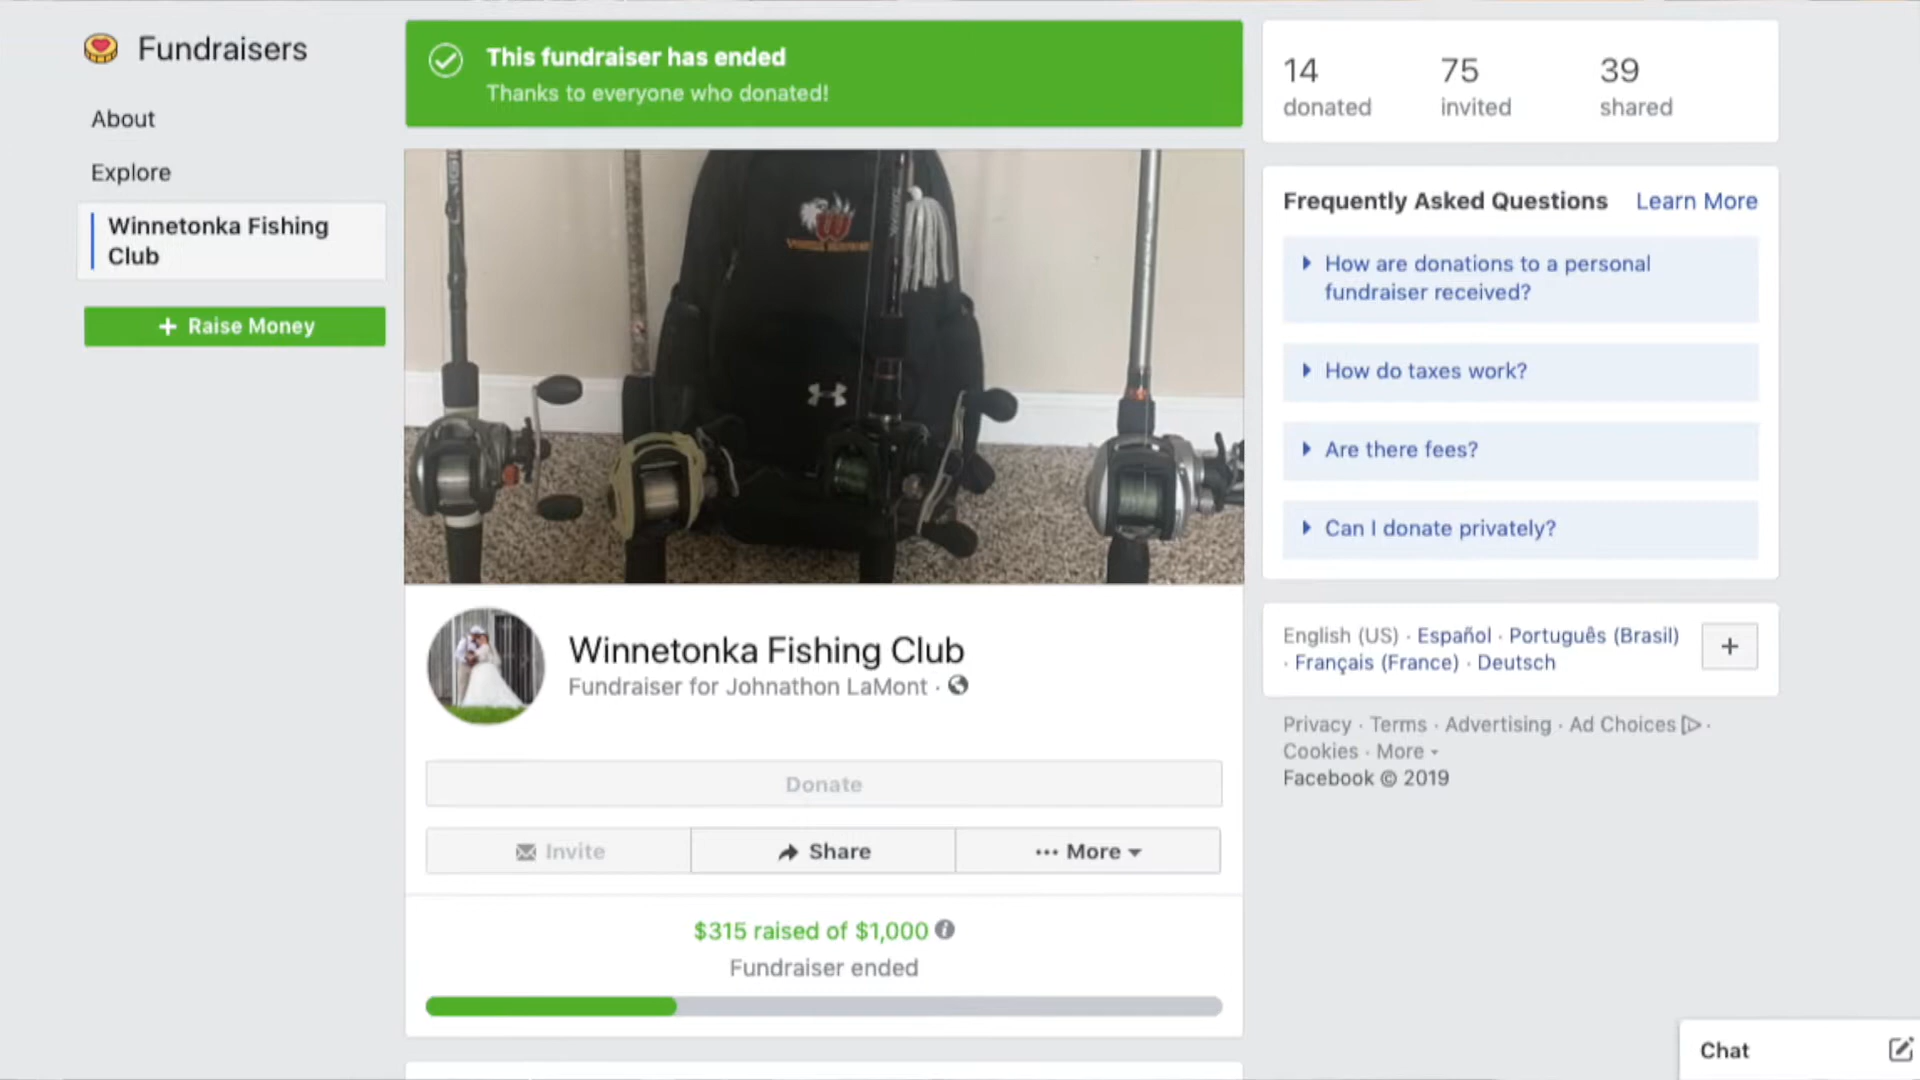 Fundraisers
About
Explore
Winnetonka Fishing
Club
+ Raise Money
This fundraiser has ended
Thanks to everyone who donated!
Winnetonka Fishing Club
Fundraiser for Johnathon LaMont ·
Donate
Invite
Share
More
$315 raised of $1,000
Fundraiser ended
14
donated
75
invited
39
shared
Frequently Asked Questions
Learn More
How are donations to a personal
fundraiser received?
How do taxes work?
Are there fees?
Can I donate privately?
English (US) · Español · Português (Brasil)
· Français (France) · Deutsch
+
Privacy · Terms · Advertising · Ad Choices ·
Cookies · More
Facebook © 2019
Chat